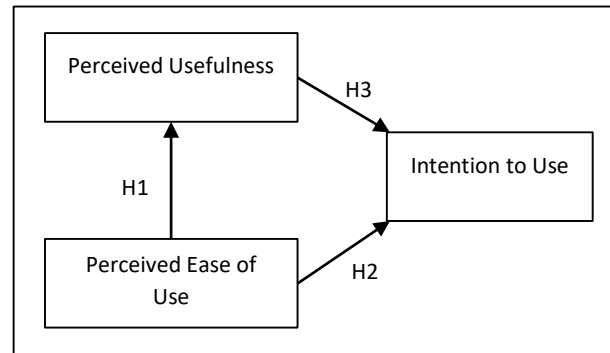 Perceived Usefulness
H3
Intention to Use
H1
Perceived Ease of
Use
H2